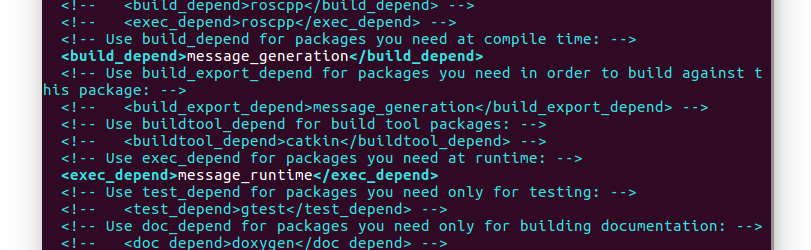 <!--   <build_depend>roscpp</build_depend> -->
<!--   <exec_depend>roscpp</exec_depend> -->
<!-- Use build_depend for packages you need at compile time: -->
<build_depend>message_generation</build_depend>
<!-- Use build_export_depend for packages you need in order to build against t
his package: -->
<!--   <build_export_depend>message_generation</build_export_depend> -->
<!-- Use buildtool_depend for build tool packages: -->
<!--   <buildtool_depend>catkin</buildtool_depend> -->
<!-- Use exec_depend for packages you need at runtime: -->
<exec_depend>message_runtime</exec_depend>
<!-- Use test_depend for packages you need only for testing: -->
<!--   <test_depend>gtest</test_depend> -->
<!-- Use doc_depend for packages you need only for building documentation: -->
<!--   <doc_depend>doxygen</doc_depend> -->